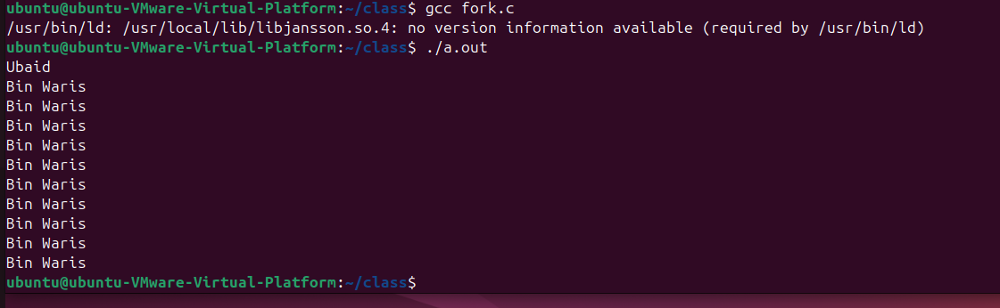 ubuntu@ubuntu-VMware-Virtual-Platform:~/class$ gcc fork.c
/usr/bin/ld: /usr/local/lib/libjansson.so.4: no version information available (required by /usr/bin/ld)
ubuntu@ubuntu-VMware-Virtual-Platform:~/class$ ./a.out
Ubaid
Bin Waris
Bin Waris
Bin Waris
Bin Waris
Bin Waris
Bin Waris
Bin Waris
Bin Waris
Bin Waris
Bin Waris
ubuntu@ubuntu-VMware-Virtual-Platform:~/class$